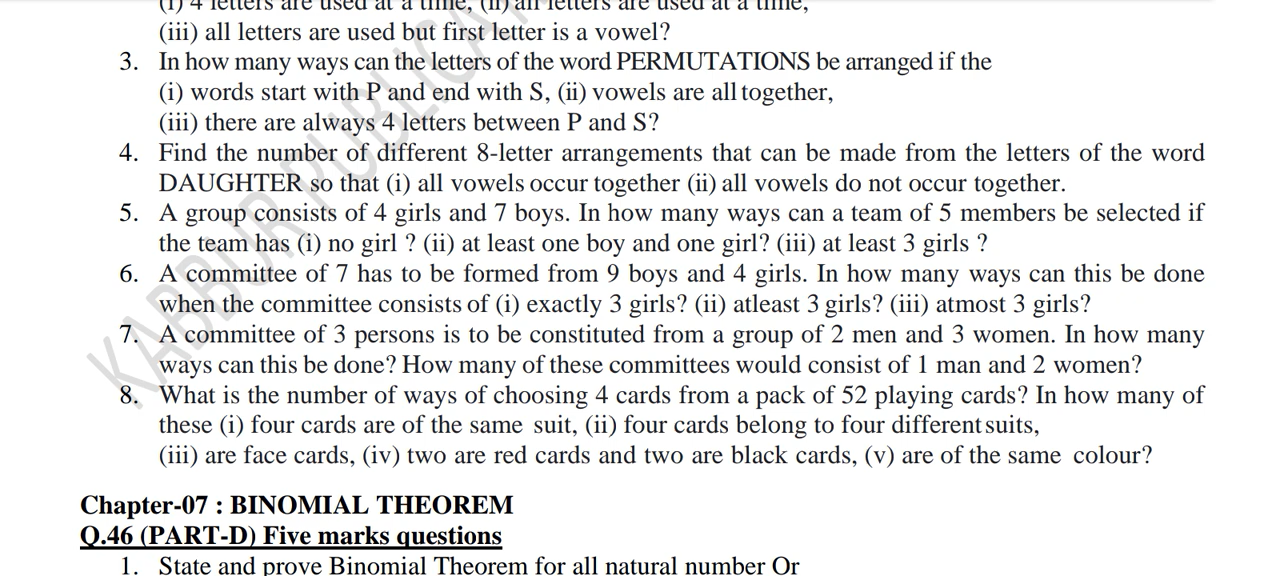 (i) 4 letters are used at a time, (ii) all letters are used at a time,
(iii) all letters are used but first letter is a vowel?
3. In how many ways can the letters of the word PERMUTATIONS be arranged if the
(i) words start with P and end with S, (ii) vowels are all together,
(iii) there are always 4 letters between P and S?
4. Find the number of different 8-letter arrangements that can be made from the letters of the word
DAUGHTER so that (i) all vowels occur together (ii) all vowels do not occur together.
5. A group consists of 4 girls and 7 boys. In how many ways can a team of 5 members be selected if
the team has (i) no girl ? (ii) at least one boy and one girl? (iii) at least 3 girls ?
6. A committee of 7 has to be formed from 9 boys and 4 girls. In how many ways can this be done
when the committee consists of (i) exactly 3 girls? (ii) atleast 3 girls? (iii) atmost 3 girls?
7. A committee of 3 persons is to be constituted from a group of 2 men and 3 women. In how many
ways can this be done? How many of these committees would consist of 1 man and 2 women?
8. What is the number of ways of choosing 4 cards from a pack of 52 playing cards? In how many of
these (i) four cards are of the same suit, (ii) four cards belong to four different suits,
(iii) are face cards, (iv) two are red cards and two are black cards, (v) are of the same colour?
Chapter-07 : BINOMIAL THEOREM
Q.46 (PART-D) Five marks questions
1. State and prove Binomial Theorem for all natural number Or
KABBUR